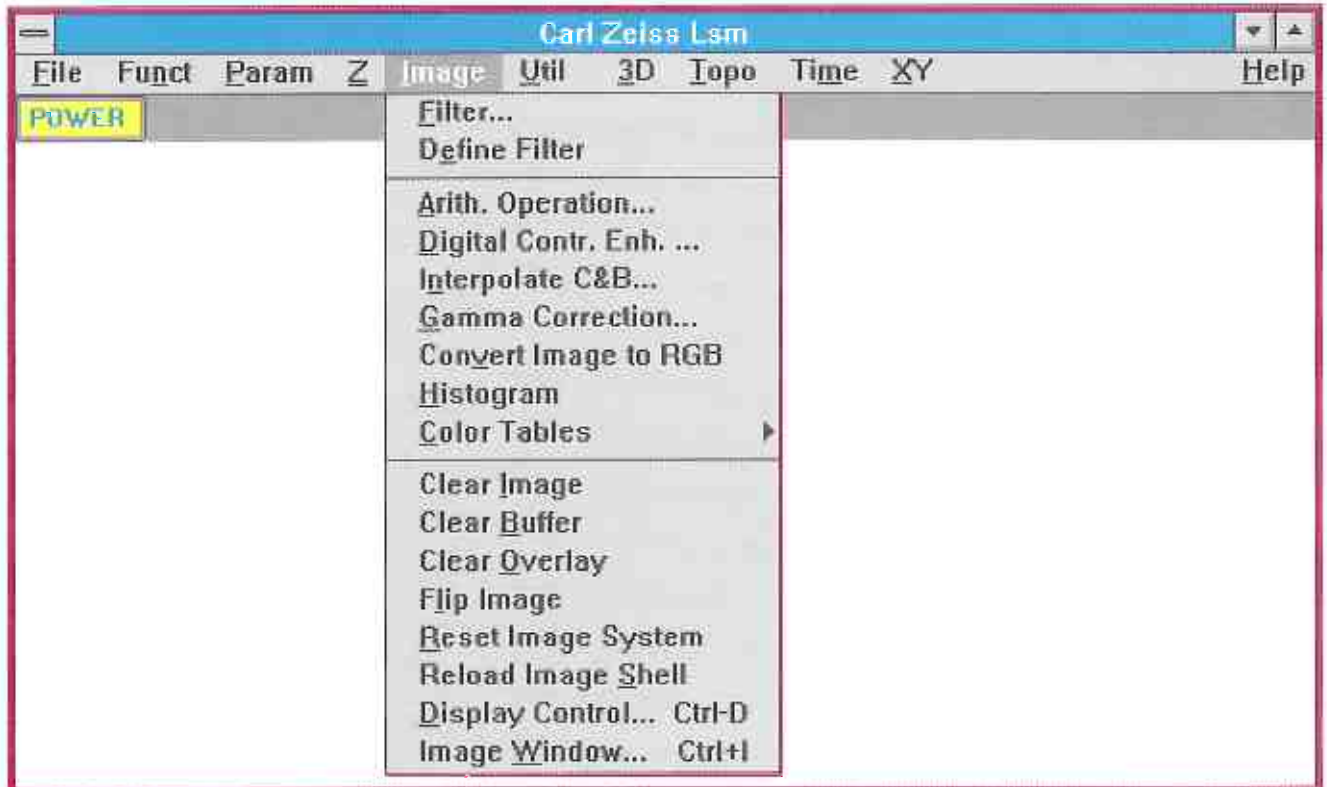 Carl Zeiss Lsm
File Funct Param Z Image Util 3D Topo Time XY Help
POWER
Filter...
Define Filter
Arith. Operation...
Digital Contr. Enh. ...
Interpolate C&B...
Gamma Correction...
Convert Image to RGB
Histogram
Color Tables
Clear Image
Clear Buffer
Clear Overlay
Flip Image
Reset Image System
Reload Image Shell
Display Control... Ctrl-D
Image Window... Ctrl+I